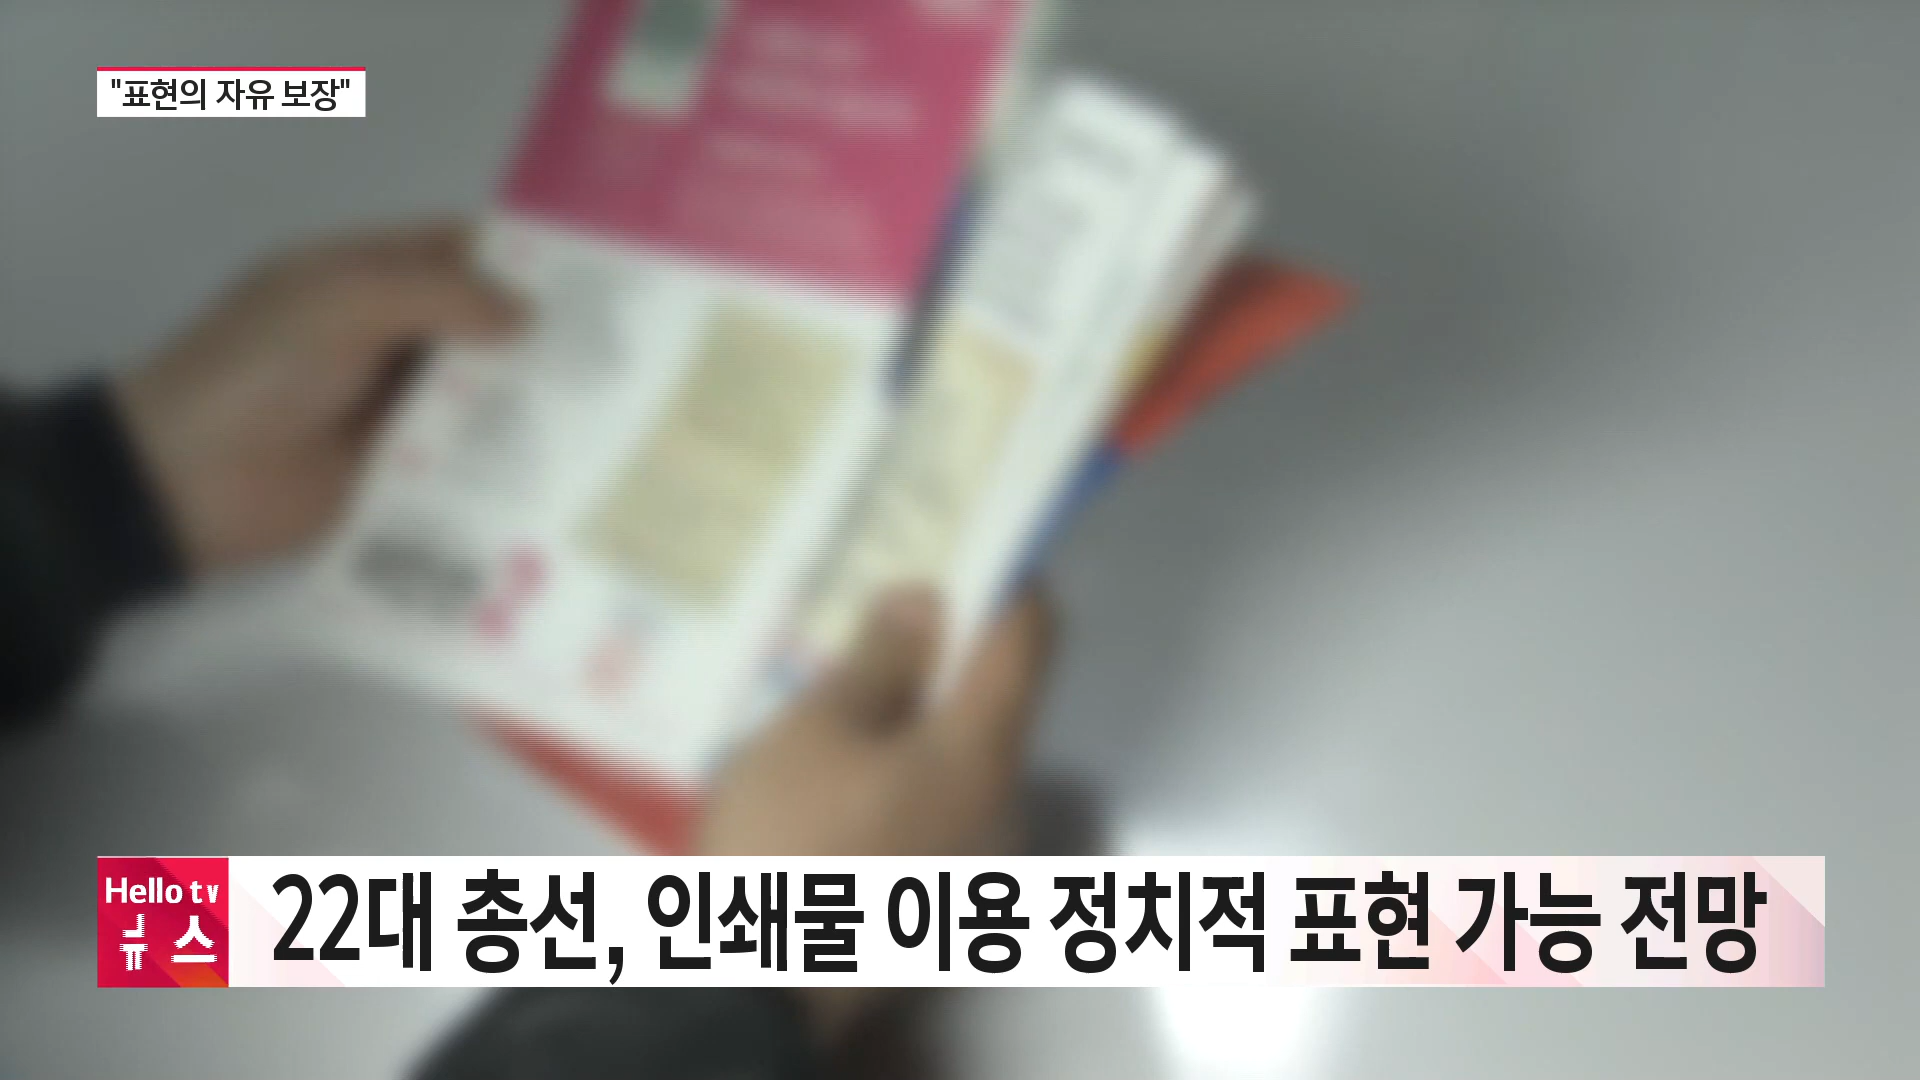 "표현의 자유 보장"
Hello tv
뉴스
22대 총선, 인쇄물 이용 정치적 표현 가능 전망